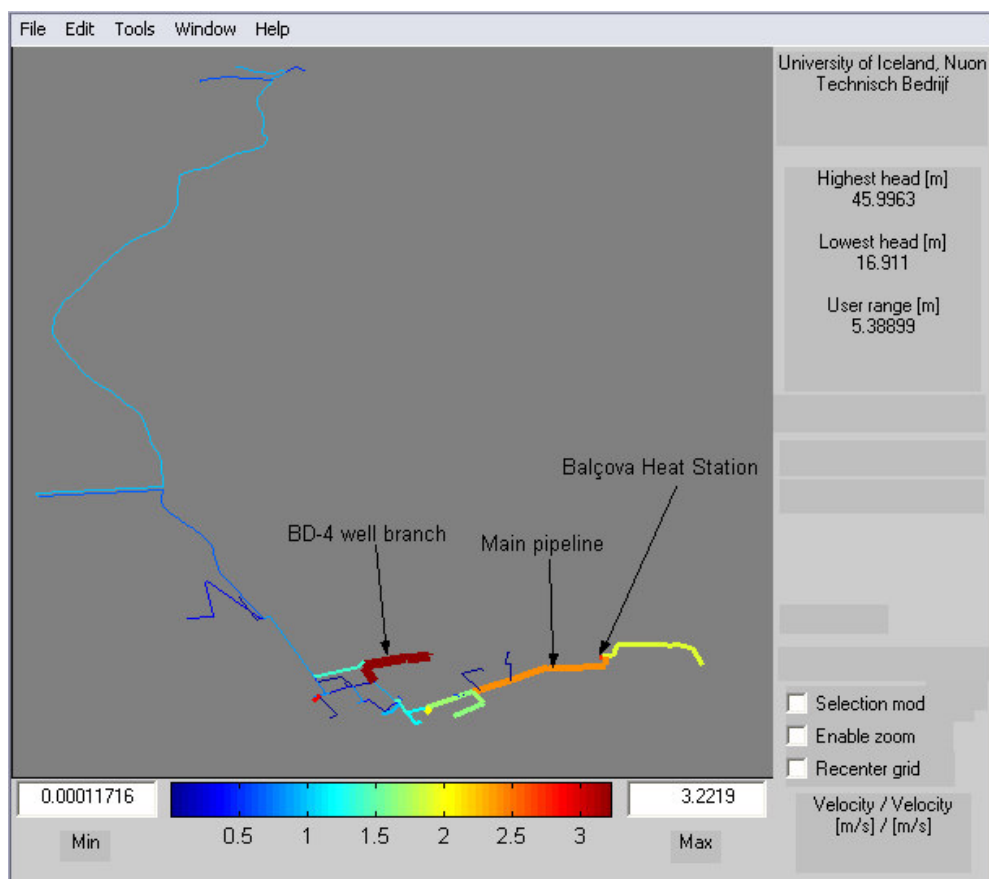 File Edit Tools Window Help
University of Iceland, Nuon
Technisch Bedrijf
Highest head [m]
45.9963
Lowest head [m]
16.911
User range [m]
5.38899
Balçova Heat Station
BD-4 well branch
Main pipeline
Selection mod
Enable zoom
Recenter grid
0.00011716
3.2219
Min
0.5 1 1.5 2 2.5 3
Max
Velocity / Velocity
[m/s] / [m/s]